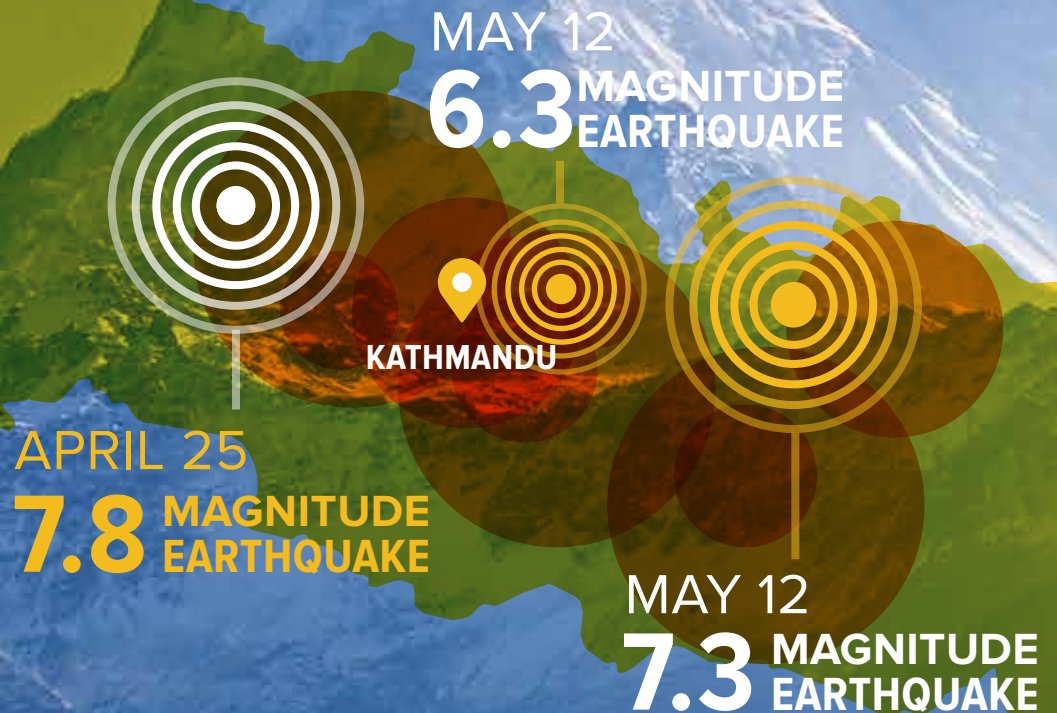 MAY 12
6.3 MAGNITUDE
EARTHQUAKE
KATHMANDU
APRIL 25
7.8 MAGNITUDE
EARTHQUAKE
MAY 12
7.3 MAGNITUDE
EARTHQUAKE